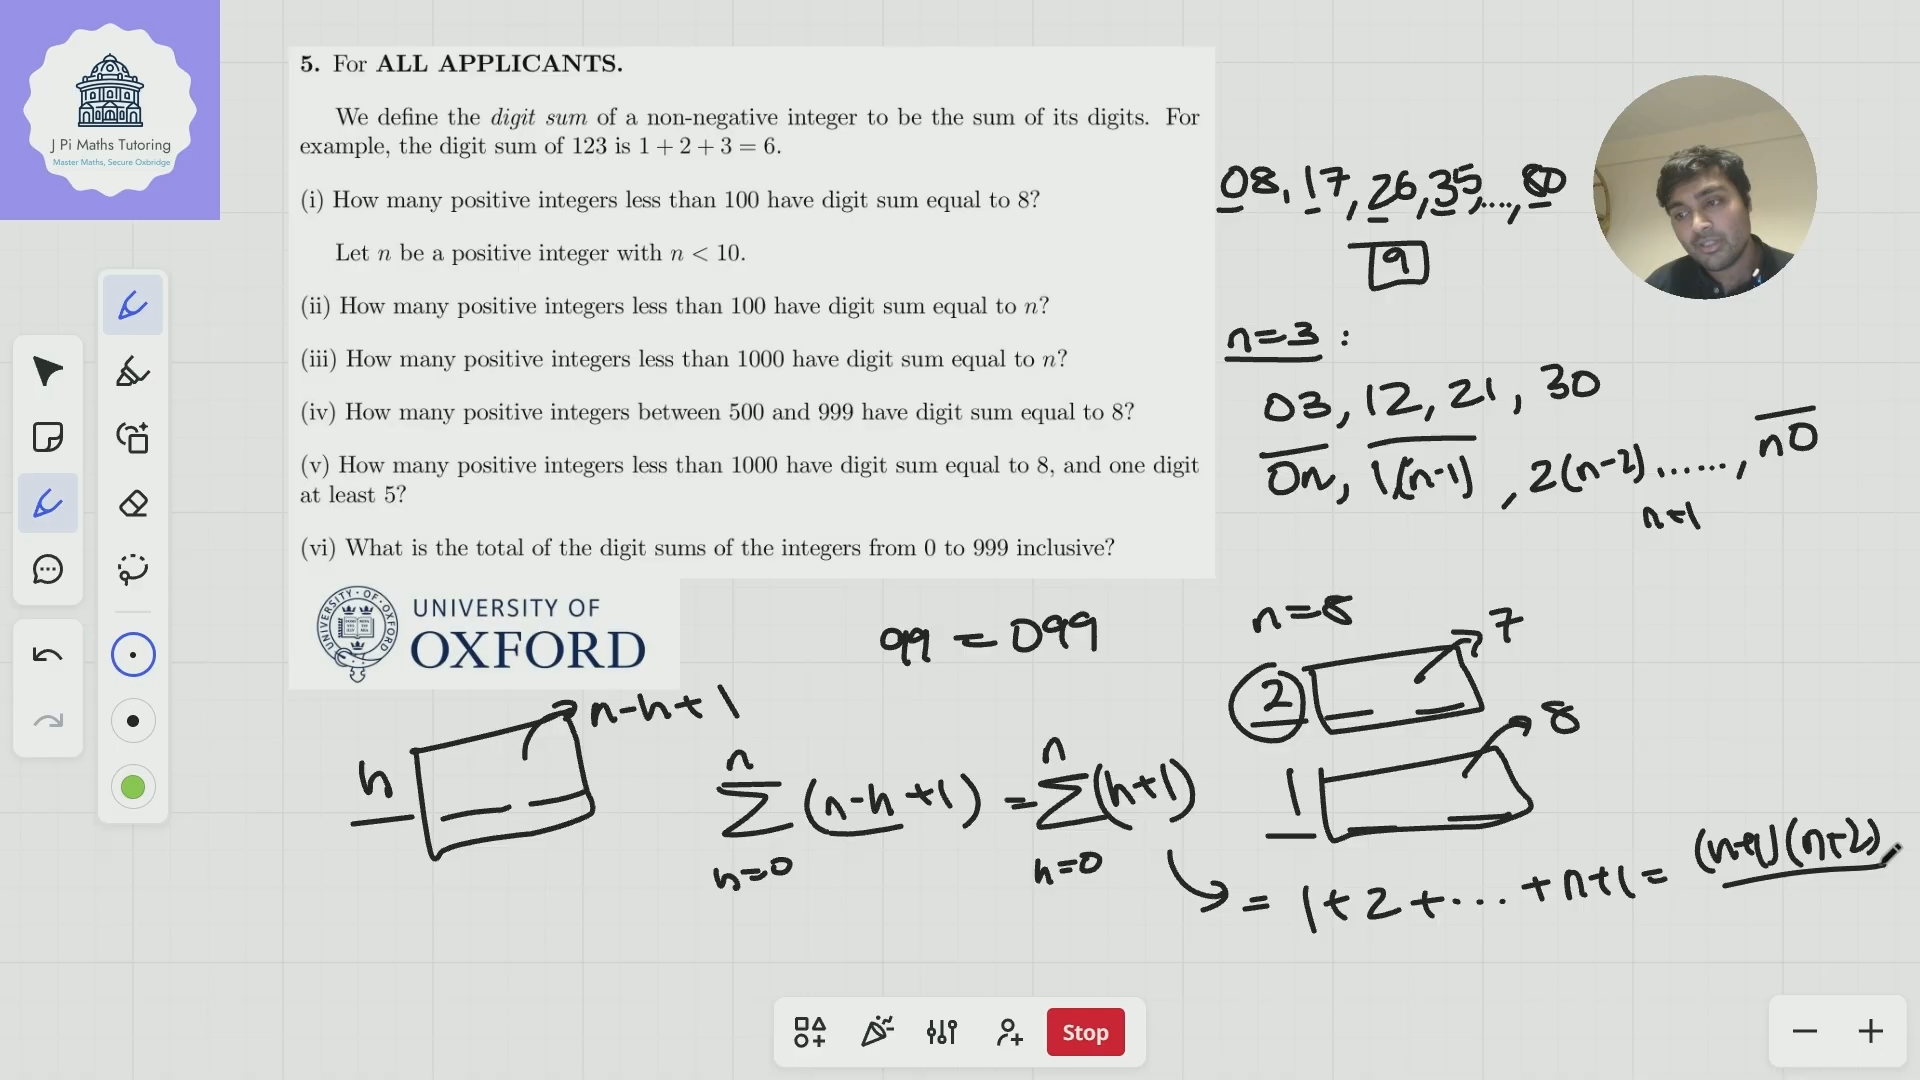 J Pi Maths Tutoring
Master Maths, Secure Oxbridge
5. For ALL APPLICANTS.
We define the digit sum of a non-negative integer to be the sum of its digits. For
example, the digit sum of 123 is 1 + 2 + 3 = 6.
(i) How many positive integers less than 100 have digit sum equal to 8?
Let n be a positive integer with n < 10.
(ii) How many positive integers less than 100 have digit sum equal to n?
(iii) How many positive integers less than 1000 have digit sum equal to n?
(iv) How many positive integers between 500 and 999 have digit sum equal to 8?
(v) How many positive integers less than 1000 have digit sum equal to 8, and one digit
at least 5?
(vi) What is the total of the digit sums of the integers from 0 to 999 inclusive?
UNIVERSITY OF
OXFORD
08, 17, 26, 35, ...., 80
9
n=3 :
03, 12, 21, 30
0n, 1(n-1), 2(n-2) ......, n0
n+1
99 = 099
n=8
2 7
1 8
h n-h+1
n Σ h=0 (n-h+1) = n Σ h=0 (h+1)
= 1+2+...+n+1 = (n+1)(n+2)
Stop